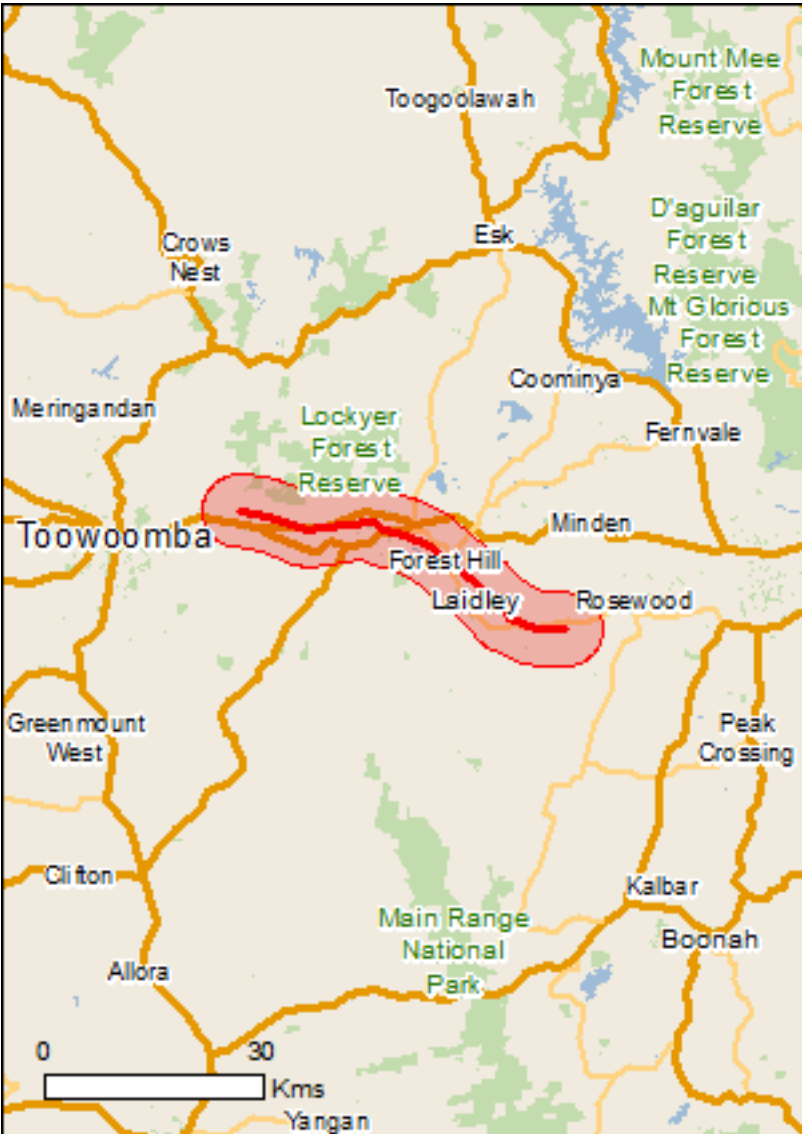 Mount Mee
Forest
Reserve
Toogoolawah
D'aguilar
Forest
Reserve
Esk
Crows
Nest
Mt Glorious
Forest
Reserve
Coominya
Meringandan
Lockyer
Forest
Reserve
Fernvale
Minden
Toowoomba
Forest Hill
Laidley
Rosewood
Greenmount
West
Peak
Crossing
Clifton
Kalbar
Main Range
National
Park
Boonah
Allora
0 30
Kms
Yangan